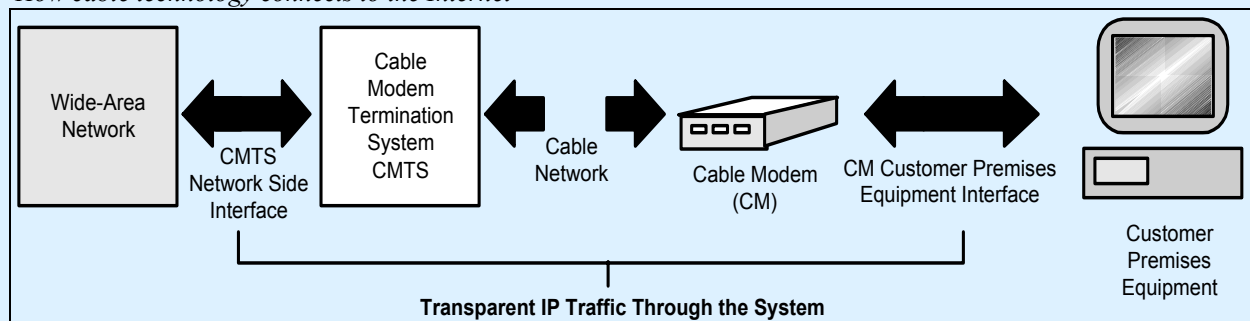 How cable technology connects to the Internet
Wide-Area
Network
CMTS
Network Side
Interface
Cable
Modem
Termination
System
CMTS
Cable
Network
Cable Modem
(CM)
CM Customer Premises
Equipment Interface
Customer
Premises
Equipment
Transparent IP Traffic Through the System